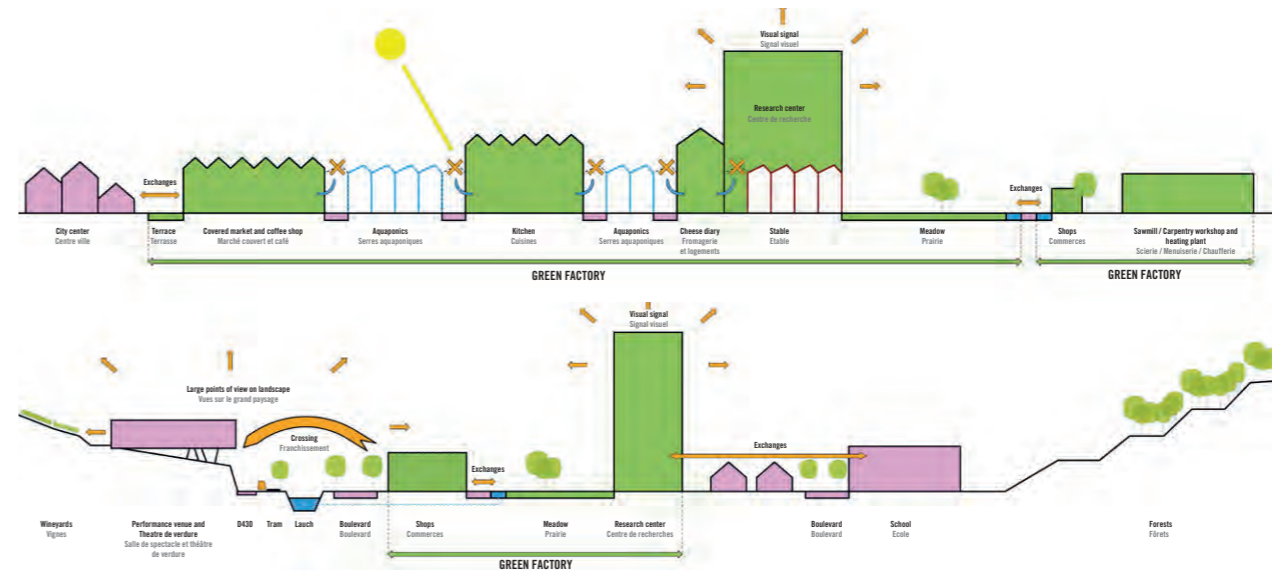 Visual signal
Signal visuel
Research center
Centre de recherche
Exchanges
Exchanges
City center
Centre ville
Terrace
Terrasse
Covered market and coffee shop
Marché couvert et café
Aquaponics
Serres aquaponiques
Kitchen
Cuisines
Aquaponics
Serres aquaponiques
Cheese diary
Fromagerie
et logements
Stable
Etable
Meadow
Prairie
Shops
Commerces
Sawmill / Carpentry workshop and
heating plant
Scierie / Menuiserie / Chaufferie
GREEN FACTORY
GREEN FACTORY
Visual signal
Signal visuel
Large points of view on landscape
Vues sur le grand paysage
Crossing
Franchissement
Exchanges
Exchanges
Wineyards
Vignes
Performance venue and
Theatre de verdure
Salle de spectacle et théâtre
de verdure
D430
Tram
Lauch
Boulevard
Boulevard
Shops
Commerces
Meadow
Prairie
Research center
Centre de recherches
Boulevard
Boulevard
School
Ecole
Forests
Fôrets
GREEN FACTORY